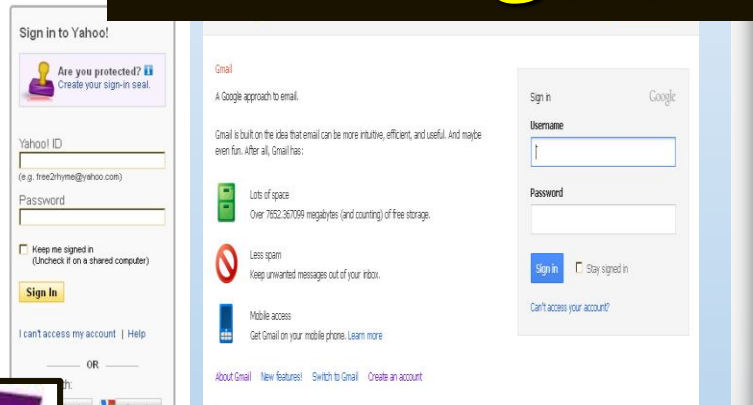 Sign in to Yahoo!
Are you protected?
Create your sign-in seal.
Yahoo! ID
(e.g. free2rhyme@yahoo.com)
Password
Keep me signed in
(Uncheck if on a shared computer)
Sign In
I can't access my account | Help
OR
Gmail
A Google approach to email.
Gmail is built on the idea that email can be more intuitive, efficient, and useful. And maybe
even fun. After all, Gmail has:
Lots of space
Over 7652.367099 megabytes (and counting) of free storage.
Less spam
Keep unwanted messages out of your inbox.
Mobile access
Get Gmail on your mobile phone. Learn more
About Gmail New features! Switch to Gmail Create an account
Sign in Google
Username
Password
Sign in Stay signed in
Can't access your account?